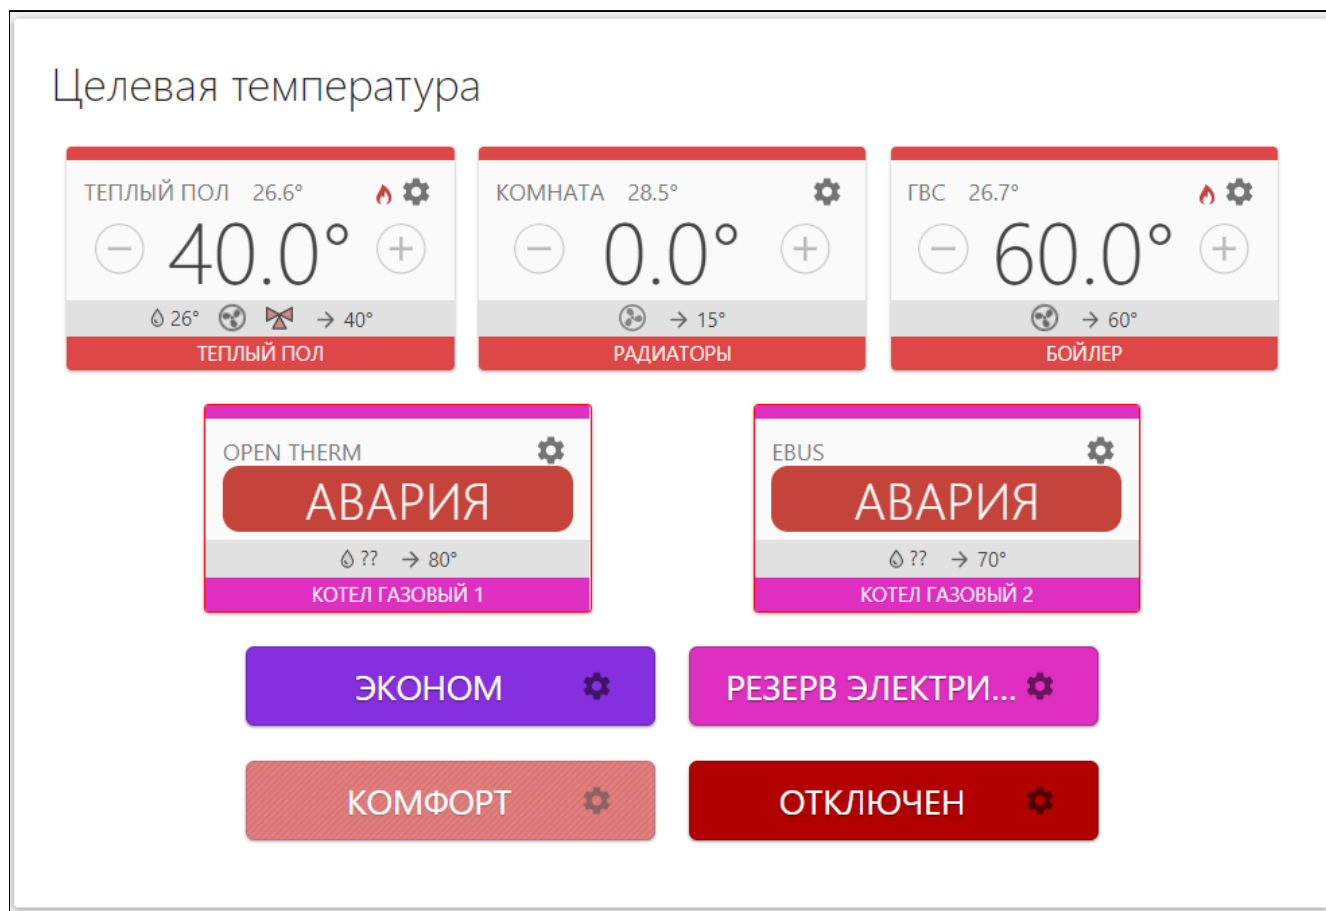 Целевая температура
ТЕПЛЫЙ ПОЛ 26.6°
40.0°
26° → 40°
ТЕПЛЫЙ ПОЛ
КОМНАТА 28.5°
0.0°
→ 15°
РАДИАТОРЫ
ГВС 26.7°
60.0°
→ 60°
БОЙЛЕР
OPEN THERM
АВАРИЯ
?? → 80°
КОТЕЛ ГАЗОВЫЙ 1
EBUS
АВАРИЯ
?? → 70°
КОТЕЛ ГАЗОВЫЙ 2
ЭКОНОМ
РЕЗЕРВ ЭЛЕКТРИ...
КОМФОРТ
ОТКЛЮЧЕН